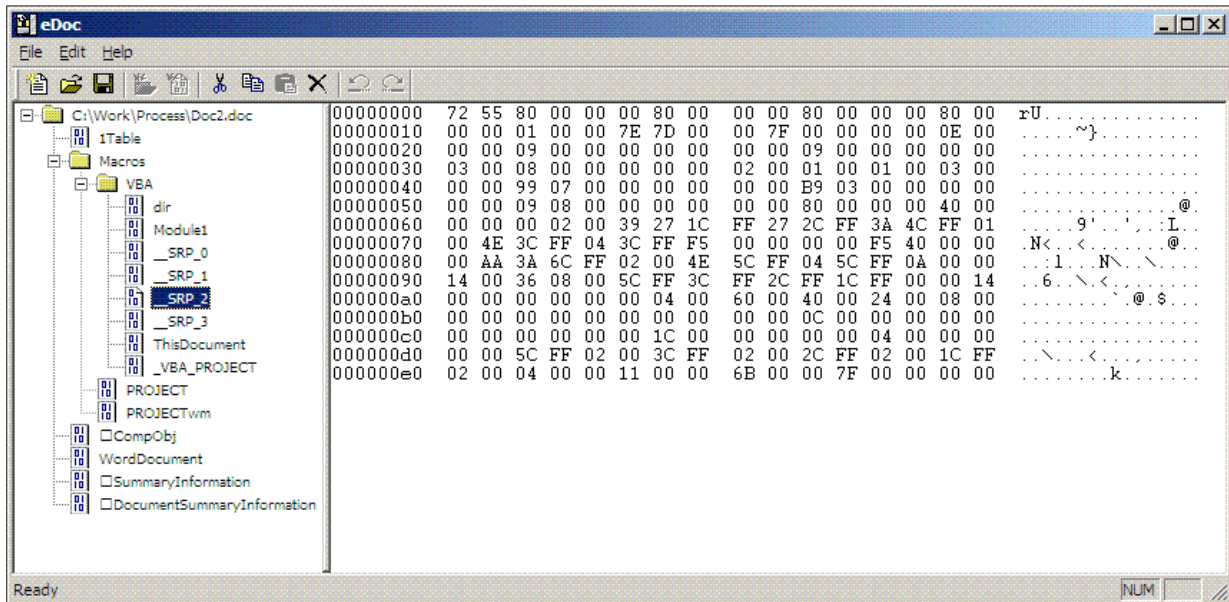 eDoc
File Edit Help
C:\Work\Process\Doc2.doc
1Table
Macros
VBA
dir
Module1
__SRP_0
__SRP_1
__SRP_2
__SRP_3
ThisDocument
_VBA_PROJECT
PROJECT
PROJECTwm
□CompObj
WordDocument
□SummaryInformation
□DocumentSummaryInformation
00000000 72 55 80 00 00 00 80 00 00 00 80 00 00 00 80 00 rU..............
00000010 00 00 01 00 00 7E 7D 00 00 7F 00 00 00 00 0E 00 .....~}.........
00000020 00 00 09 00 00 00 00 00 00 00 09 00 00 00 00 00 ................
00000030 03 00 08 00 00 00 00 00 02 00 01 00 01 00 03 00 ................
00000040 00 00 99 07 00 00 00 00 00 00 B9 03 00 00 00 00 ................
00000050 00 00 09 08 00 00 00 00 00 00 80 00 00 00 40 00 ..............@.
00000060 00 00 00 02 00 39 27 1C FF 27 2C FF 3A 4C FF 01 .....9'..',.:L..
00000070 00 4E 3C FF 04 3C FF F5 00 00 00 00 F5 40 00 00 .N<..<.......@..
00000080 00 AA 3A 6C FF 02 00 4E 5C FF 04 5C FF 0A 00 00 ..:l...N\..\....
00000090 14 00 36 08 00 5C FF 3C FF 2C FF 1C FF 00 00 14 ..6..\.<.,......
000000a0 00 00 00 00 00 00 04 00 60 00 40 00 24 00 08 00 ........`.@.$...
000000b0 00 00 00 00 00 00 00 00 00 00 0C 00 00 00 00 00 ................
000000c0 00 00 00 00 00 00 1C 00 00 00 00 00 04 00 00 00 ................
000000d0 00 00 5C FF 02 00 3C FF 02 00 2C FF 02 00 1C FF ..\...<...,.....
000000e0 02 00 04 00 00 11 00 00 6B 00 00 7F 00 00 00 00 ........k.......
Ready
NUM